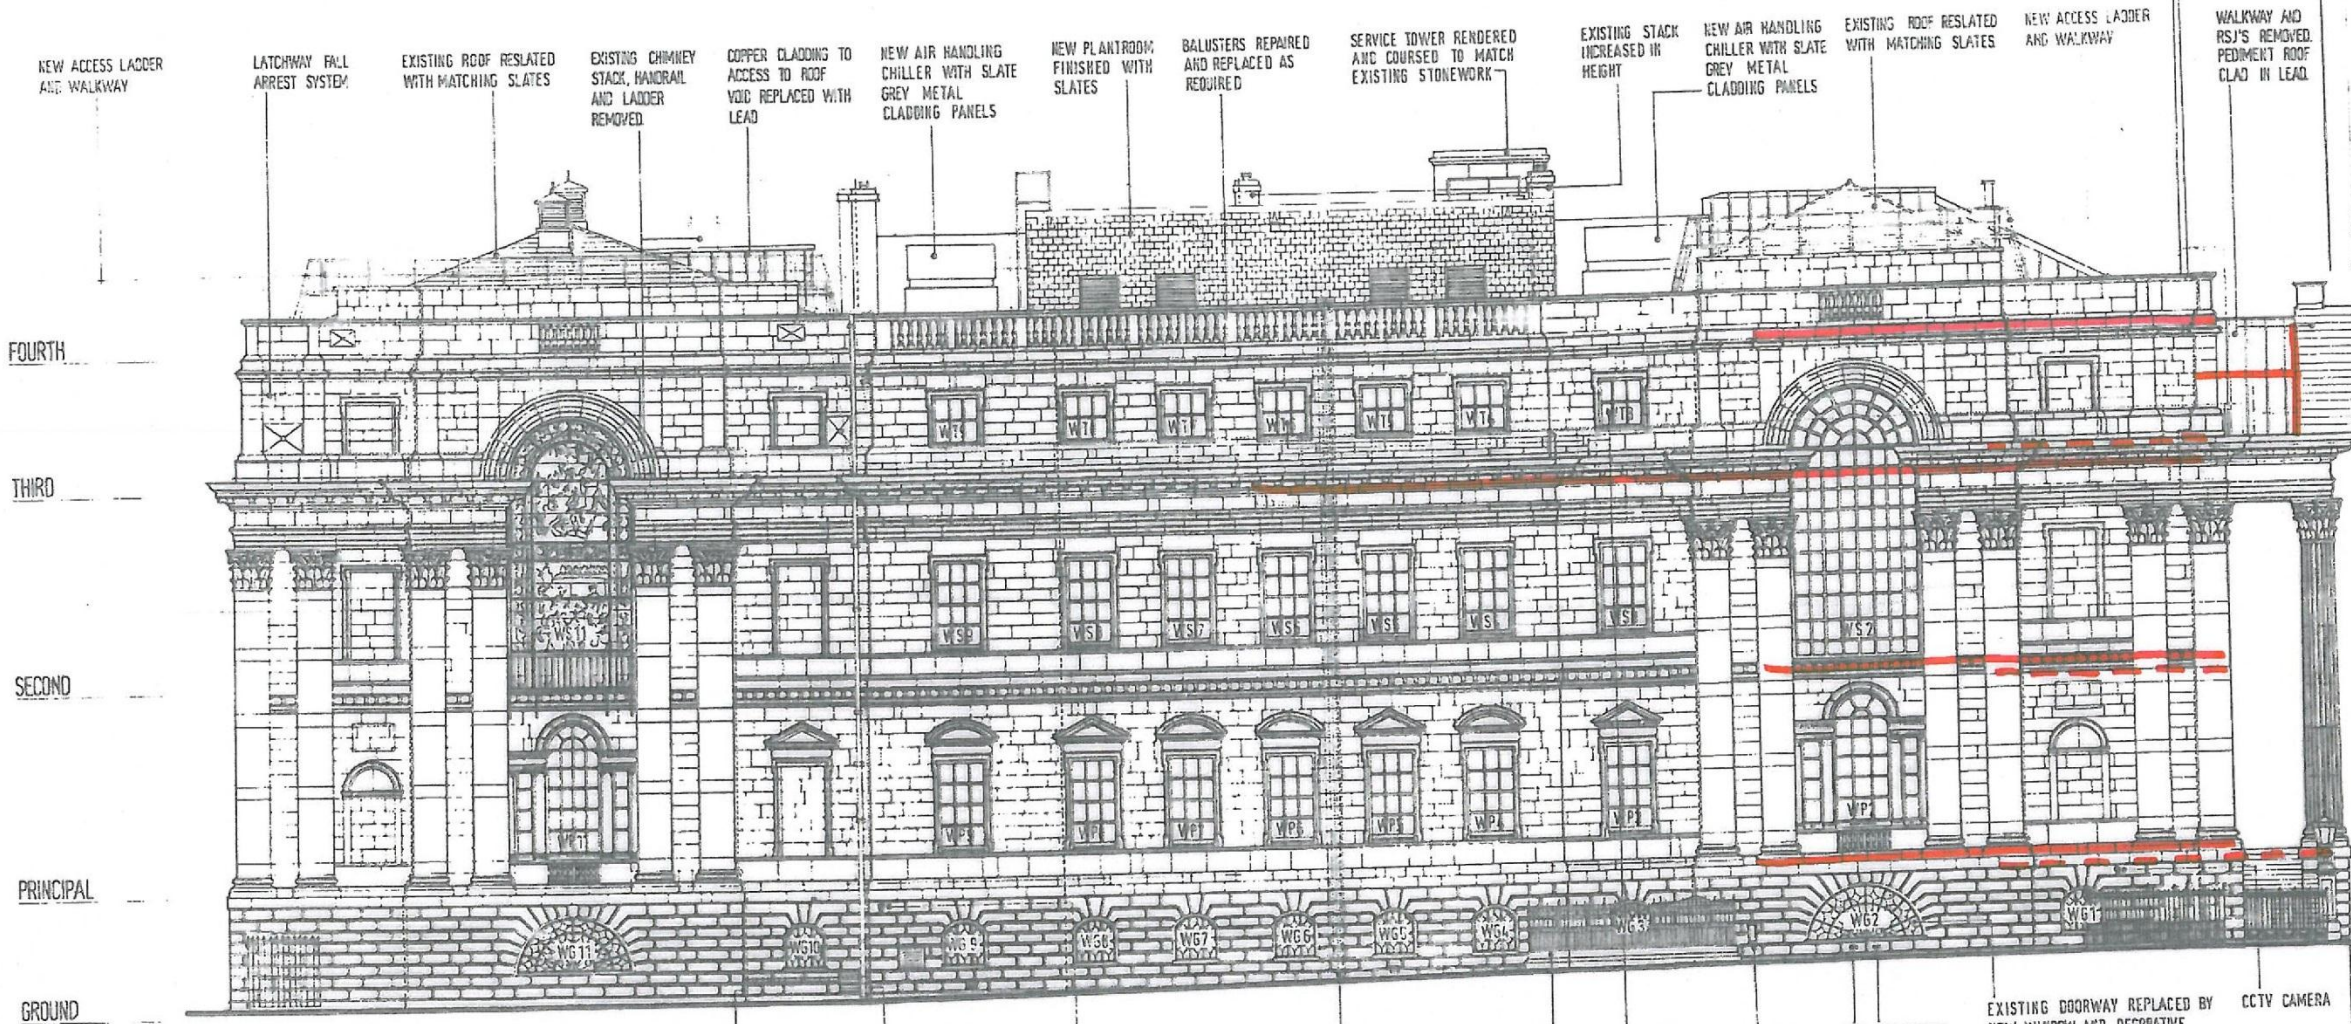 NEW ACCESS LADDER
AND WALKWAY
LATCHWAY FALL
ARREST SYSTEM
EXISTING ROOF RESLATED
WITH MATCHING SLATES
EXISTING CHIMNEY
STACK, HANDRAIL
AND LADDER
REMOVED
COPPER CLADDING TO
ACCESS TO ROOF
VOID REPLACED WITH
LEAD
NEW AIR HANDLING
CHILLER WITH SLATE
GREY METAL
CLADDING PANELS
NEW PLANTROOM
FINISHED WITH
SLATES
BALUSTERS REPAIRED
AND REPLACED AS
REQUIRED
SERVICE TOWER RENDERED
AND COURSED TO MATCH
EXISTING STONEWORK
EXISTING STACK
INCREASED IN
HEIGHT
NEW AIR HANDLING
CHILLER WITH SLATE
GREY METAL
CLADDING PANELS
EXISTING ROOF RESLATED
WITH MATCHING SLATES
NEW ACCESS LADDER
AND WALKWAY
WALKWAY AND
RSJ'S REMOVED.
PEDIMENT ROOF
CLAD IN LEAD
FOURTH
THIRD
WS11
WS9
WS7
WS2
SECOND
PRINCIPAL
WG11
WG10
WG9
WG8
WG7
WG6
WG5
WG4
WG3
WG2
WG1
GROUND
EXISTING DOORWAY REPLACED BY
CCTV CAMERA